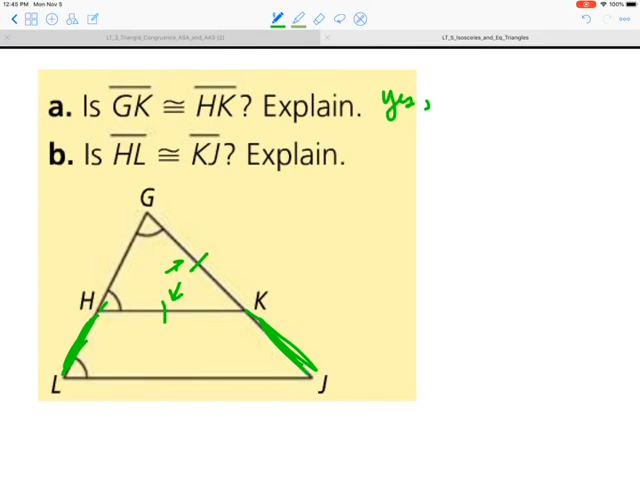 12:45 PM Mon Nov 5
100%
LT_3_Triangle_Congruence_ASA_and_AAS (2)
LT_5_Isosceles_and_Eq_Triangles
a. Is GK ≅ HK? Explain. yes,
b. Is HL ≅ KJ? Explain.
G
H K
L J